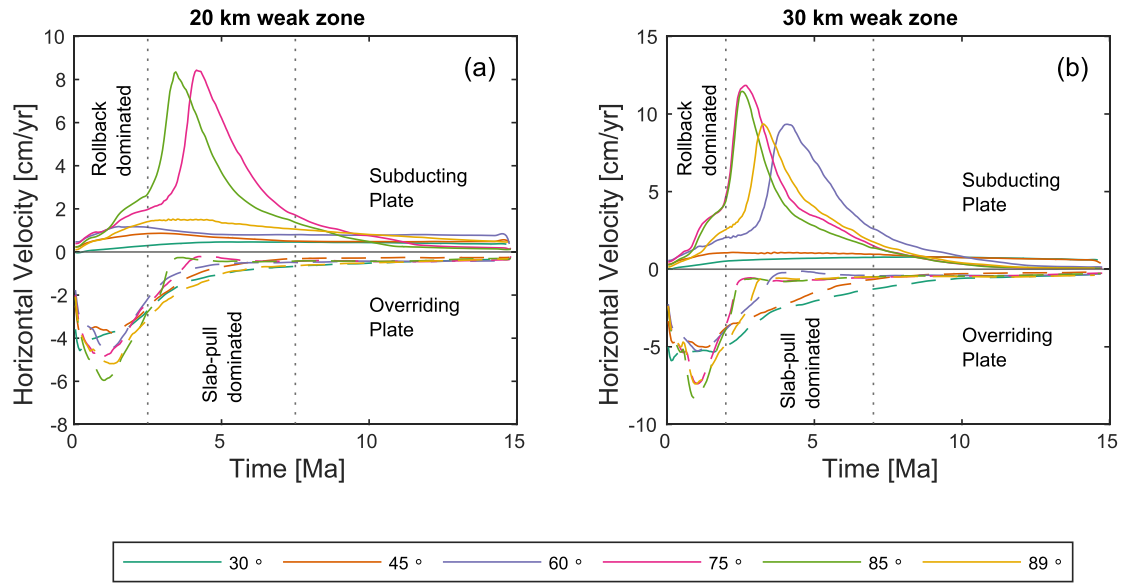 20 km weak zone
(a)
Horizontal Velocity [cm/yr]
10
8
6
4
2
0
-2
-4
-6
-8
Rollback
dominated
Subducting
Plate
Overriding
Plate
Slab-pull
dominated
0
5
10
15
Time [Ma]
30 km weak zone
(b)
Horizontal Velocity [cm/yr]
15
10
5
0
-5
-10
Rollback
dominated
Subducting
Plate
Overriding
Plate
Slab-pull
dominated
0
5
10
15
Time [Ma]
30 °
45 °
60 °
75 °
85 °
89 °